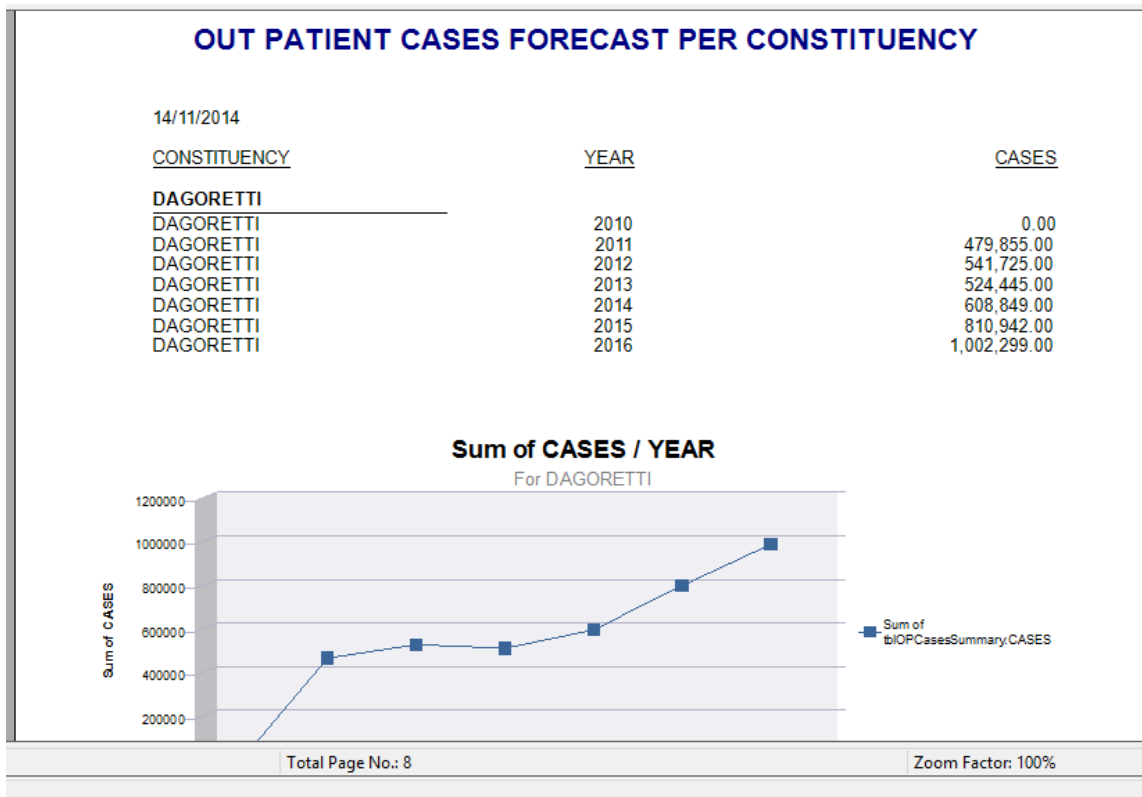 OUT PATIENT CASES FORECAST PER CONSTITUENCY
14/11/2014
CONSTITUENCY YEAR CASES
DAGORETTI
DAGORETTI 2010 0.00
DAGORETTI 2011 479,855.00
DAGORETTI 2012 541,725.00
DAGORETTI 2013 524,445.00
DAGORETTI 2014 608,849.00
DAGORETTI 2015 810,942.00
DAGORETTI 2016 1,002,299.00
Sum of CASES / YEAR
For DAGORETTI
1200000
1000000
800000
600000
400000
200000
Sum of CASES
Sum of
tblOPCasesSummary.CASES
Total Page No.: 8 Zoom Factor: 100%